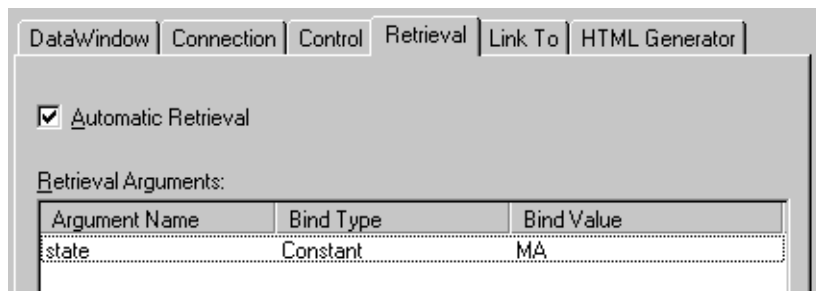 DataWindow Connection Control Retrieval Link To HTML Generator
Automatic Retrieval
Retrieval Arguments:
Argument Name Bind Type Bind Value
state Constant MA